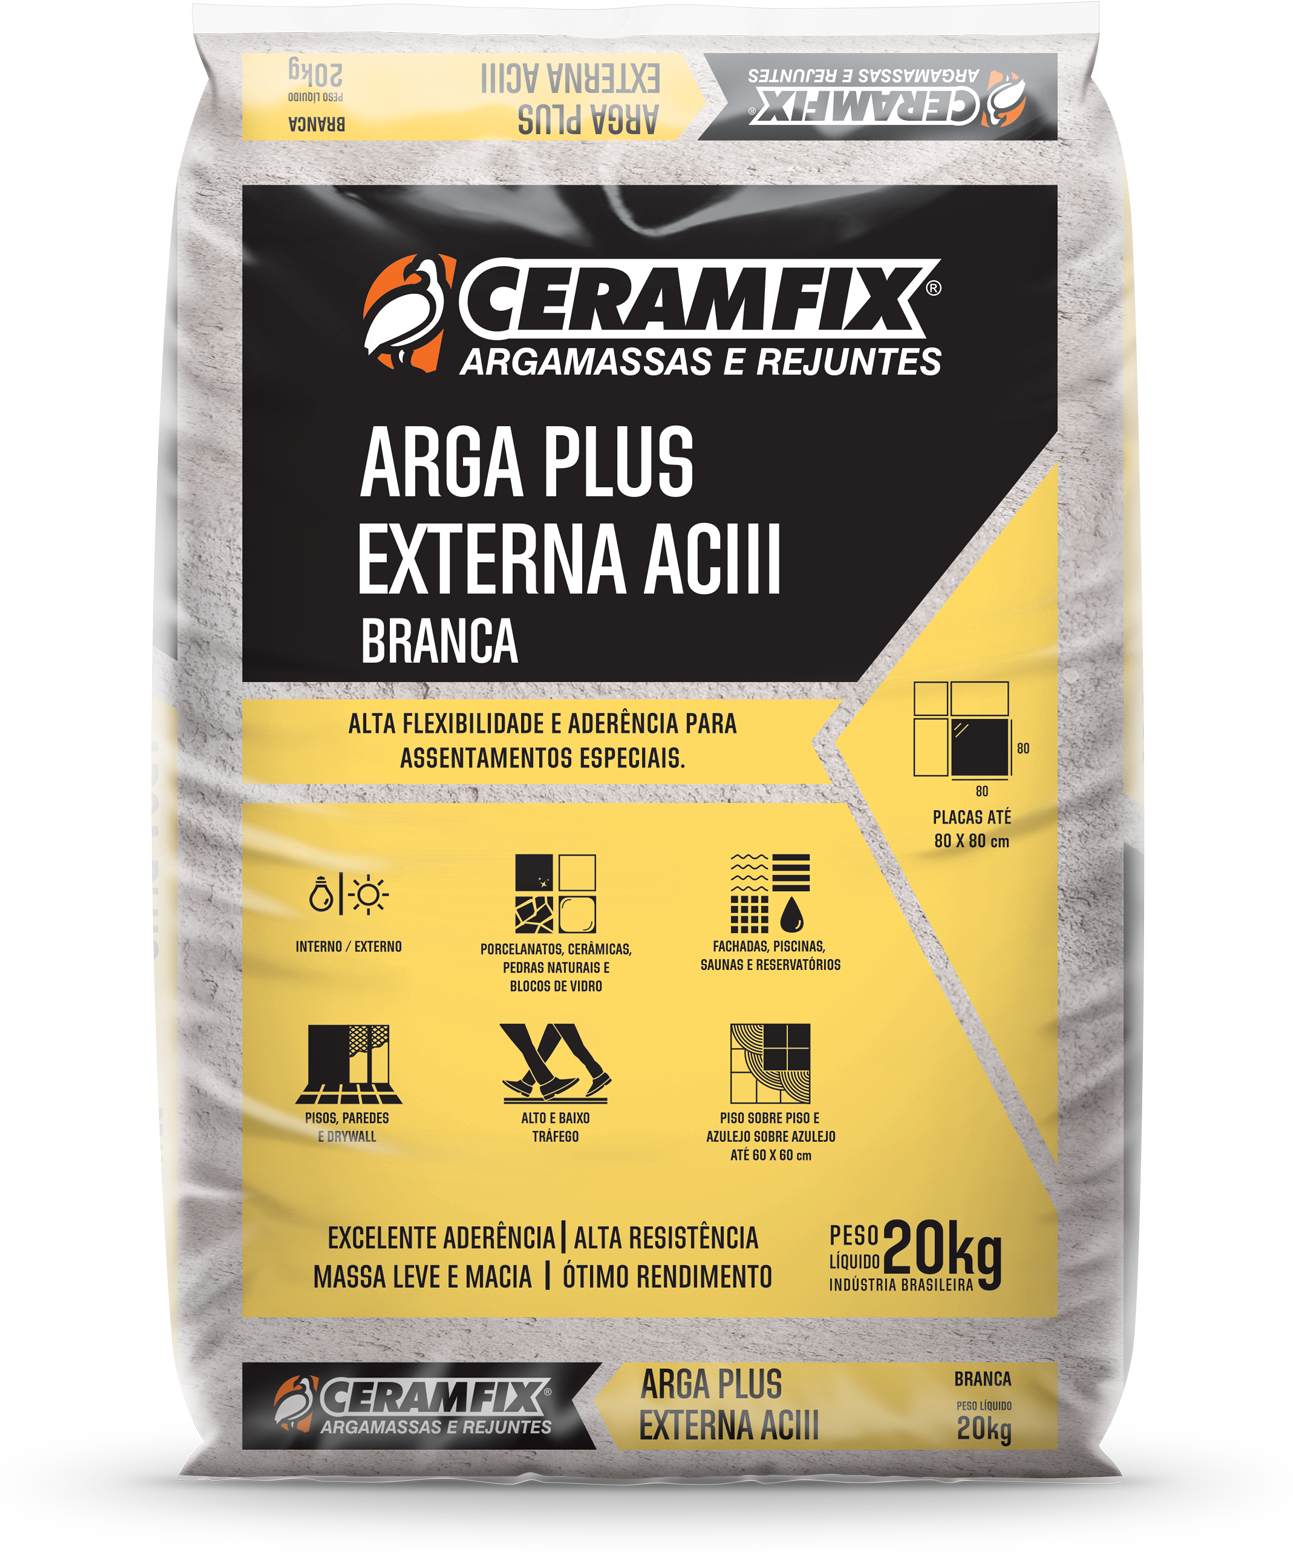 CERAMFIX®
ARGAMASSAS E REJUNTES
ARGA PLUS
EXTERNA ACIII
BRANCA
PESO LÍQUIDO
20kg
CERAMFIX®
ARGAMASSAS E REJUNTES
ARGA PLUS
EXTERNA ACIII
BRANCA
ALTA FLEXIBILIDADE E ADERÊNCIA PARA
ASSENTAMENTOS ESPECIAIS.
80
80
PLACAS ATÉ
80 X 80 cm
INTERNO / EXTERNO
PORCELANATOS, CERÂMICAS,
PEDRAS NATURAIS E
BLOCOS DE VIDRO
FACHADAS, PISCINAS,
SAUNAS E RESERVATÓRIOS
PISOS, PAREDES
E DRYWALL
ALTO E BAIXO
TRÁFEGO
PISO SOBRE PISO E
AZULEJO SOBRE AZULEJO
ATÉ 60 X 60 cm
EXCELENTE ADERÊNCIA | ALTA RESISTÊNCIA
MASSA LEVE E MACIA | ÓTIMO RENDIMENTO
PESO
LÍQUIDO 20kg
INDÚSTRIA BRASILEIRA
CERAMFIX®
ARGAMASSAS E REJUNTES
ARGA PLUS
EXTERNA ACIII
BRANCA
PESO LÍQUIDO
20kg